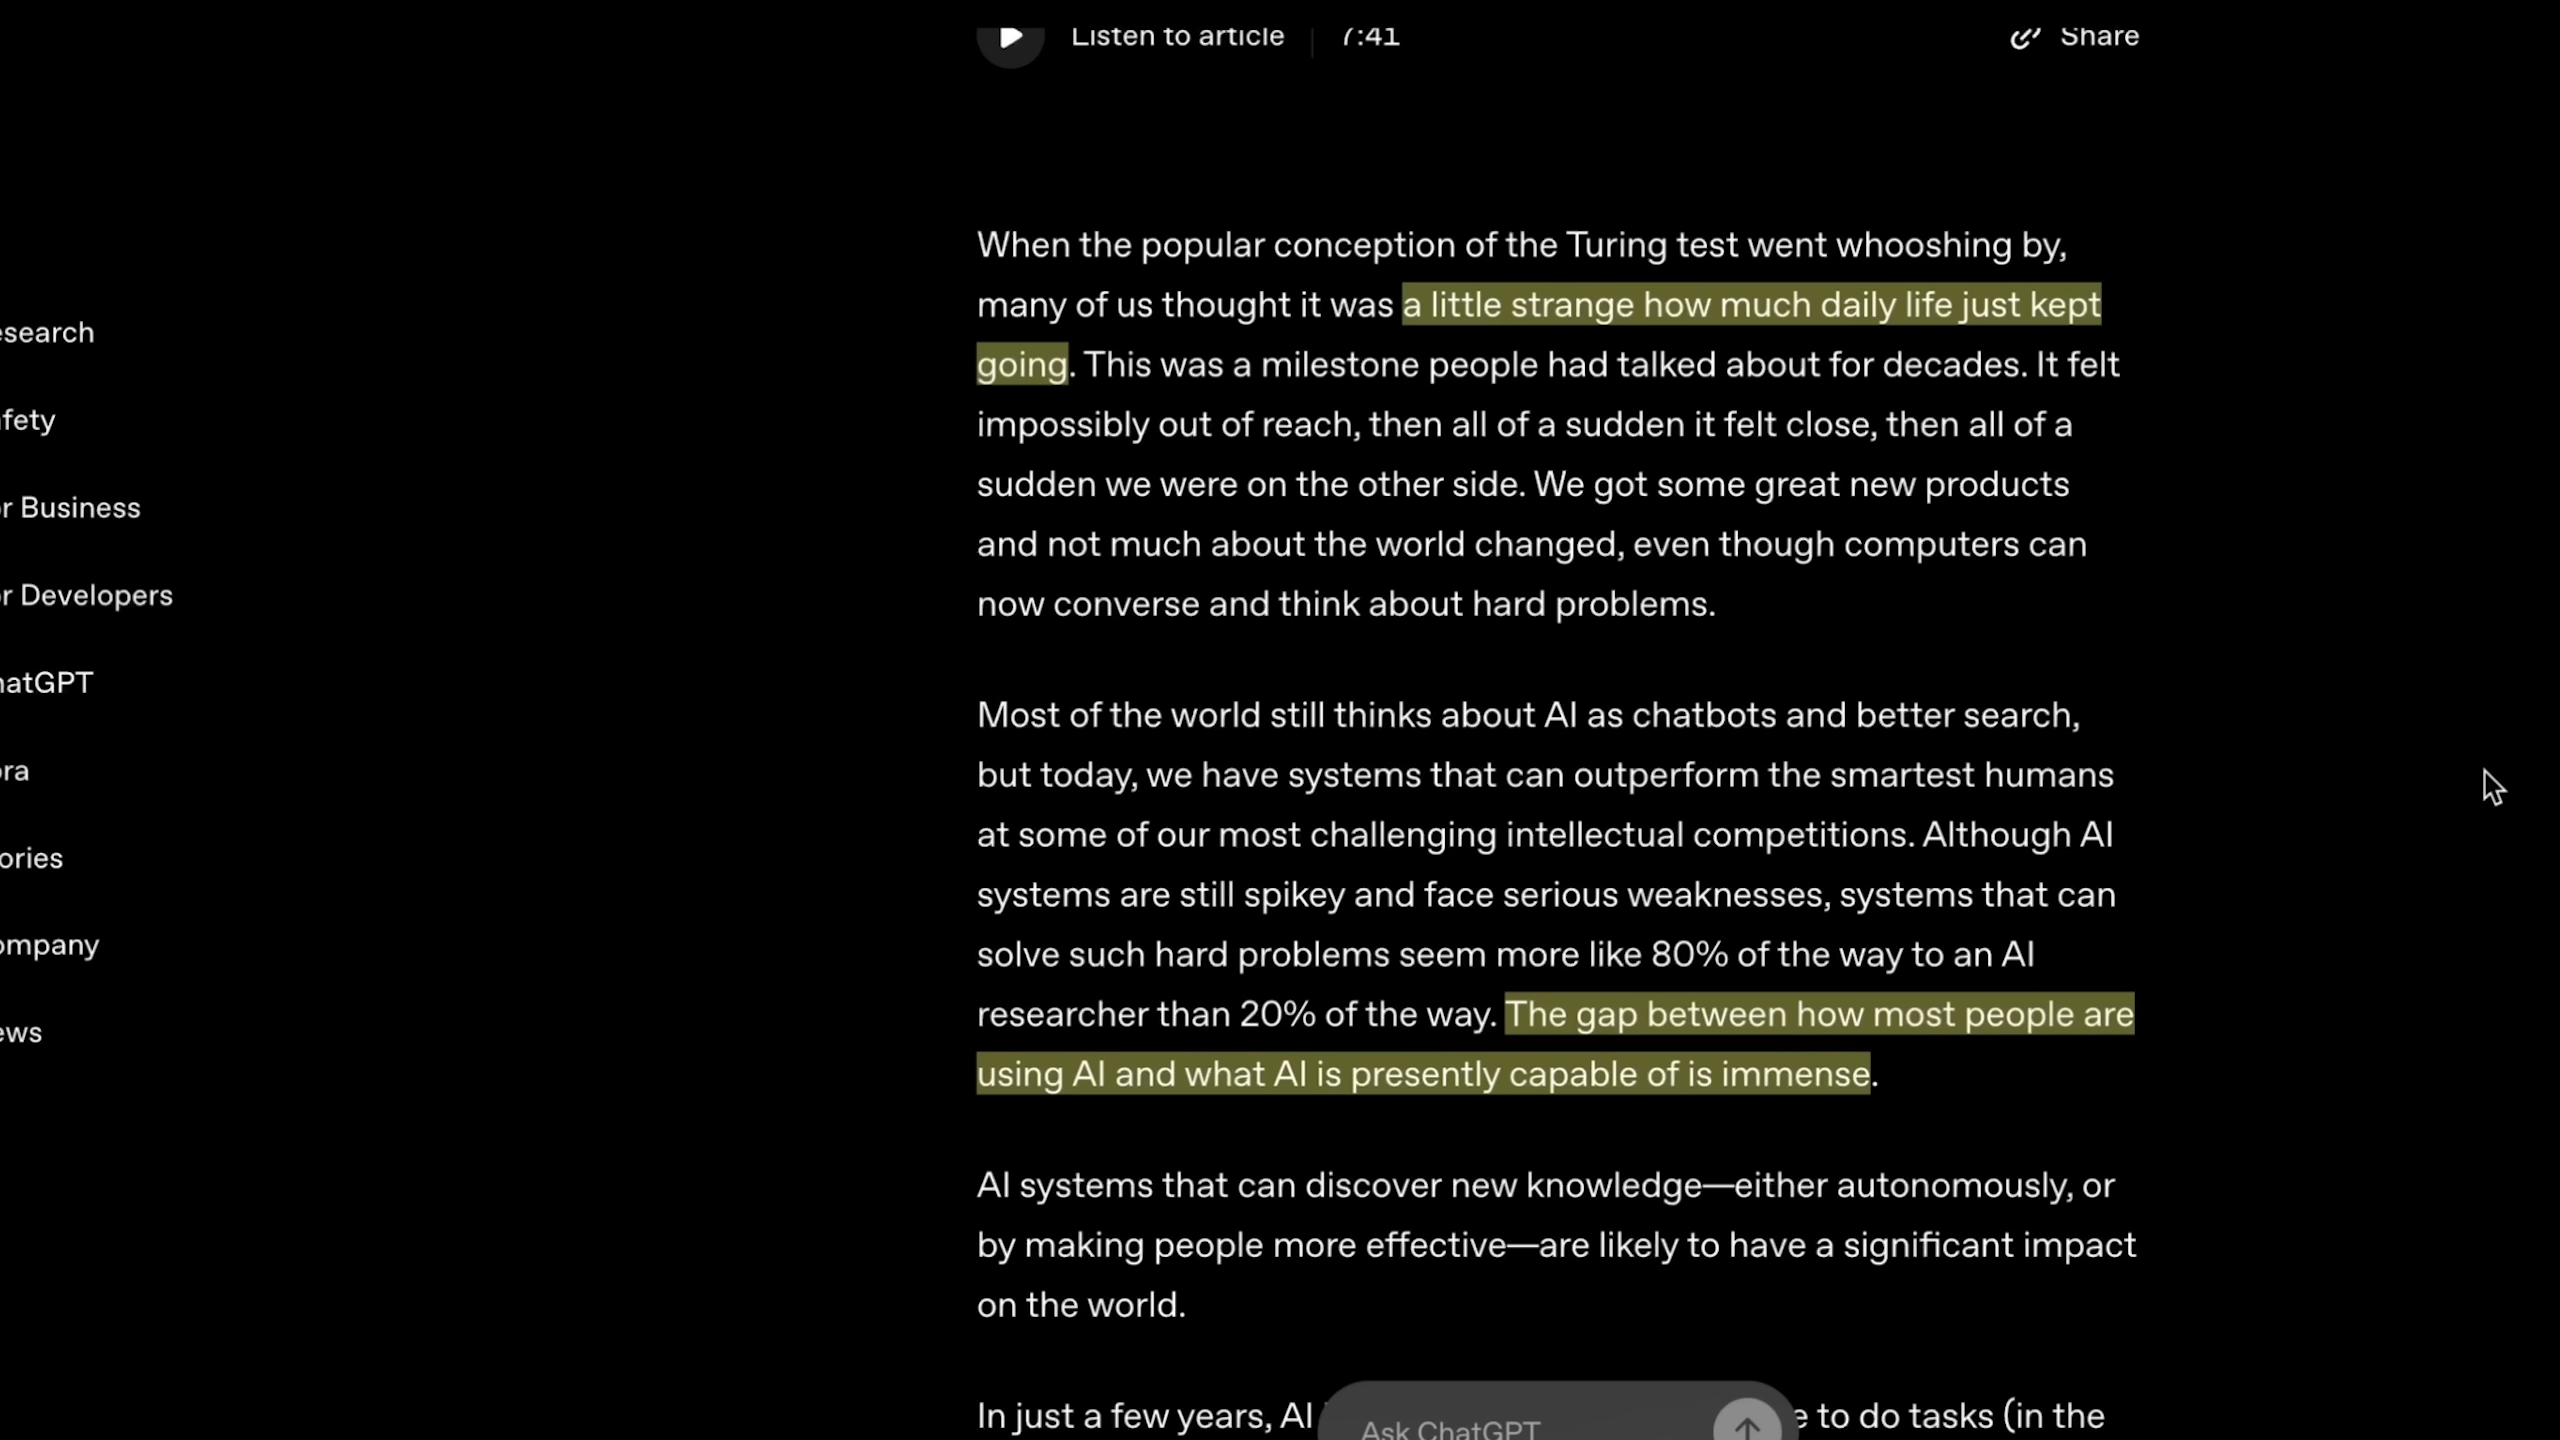 Listen to article
7:41
Share
esearch
afety
or Business
or Developers
hatGPT
ora
ories
ompany
ews
When the popular conception of the Turing test went whooshing by,
many of us thought it was a little strange how much daily life just kept
going. This was a milestone people had talked about for decades. It felt
impossibly out of reach, then all of a sudden it felt close, then all of a
sudden we were on the other side. We got some great new products
and not much about the world changed, even though computers can
now converse and think about hard problems.
Most of the world still thinks about AI as chatbots and better search,
but today, we have systems that can outperform the smartest humans
at some of our most challenging intellectual competitions. Although AI
systems are still spikey and face serious weaknesses, systems that can
solve such hard problems seem more like 80% of the way to an AI
researcher than 20% of the way. The gap between how most people are
using AI and what AI is presently capable of is immense.
AI systems that can discover new knowledge—either autonomously, or
by making people more effective—are likely to have a significant impact
on the world.
In just a few years, AI
e to do tasks (in the
Ask ChatGPT